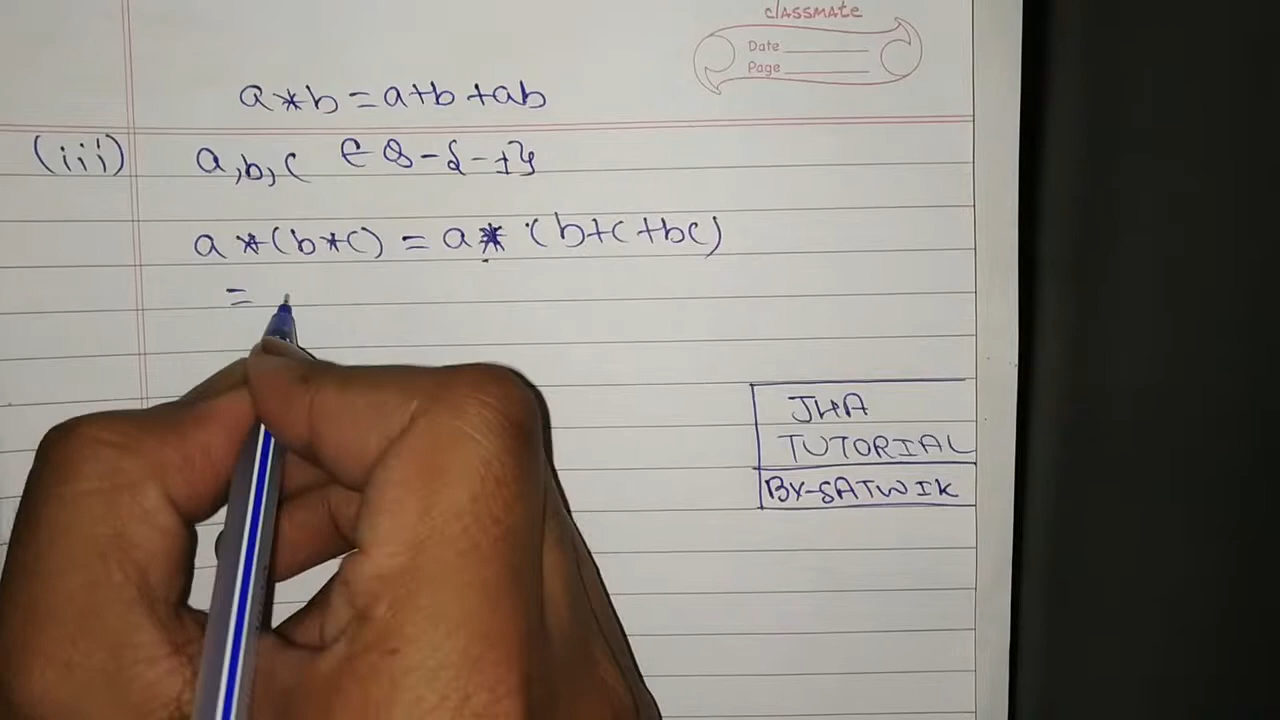 classmate
Date
Page
a*b=a+b+ab
(iii) a,b,c ∈ Q-{-1}
a*(b*c) = a* (b+c+bc)
=
JHA
TUTORIAL
BY-SATWIK